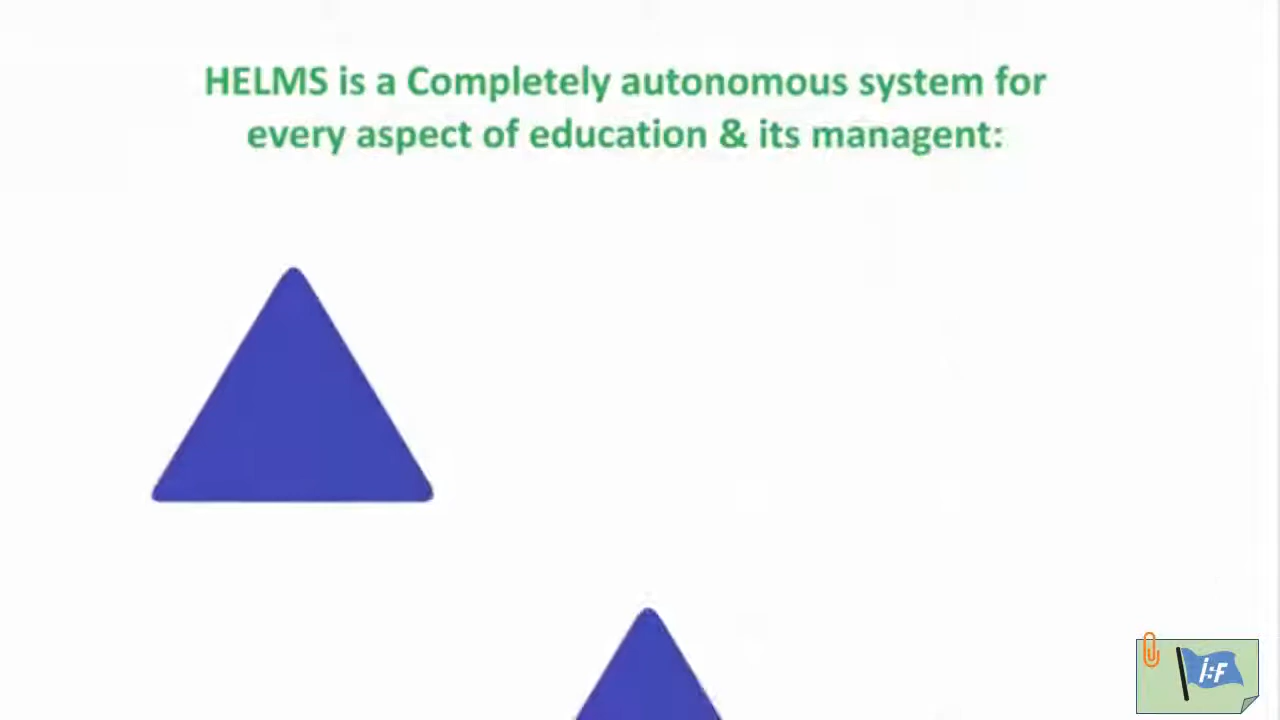 HELMS is a Completely autonomous system for
every aspect of education & its managent:
i:F